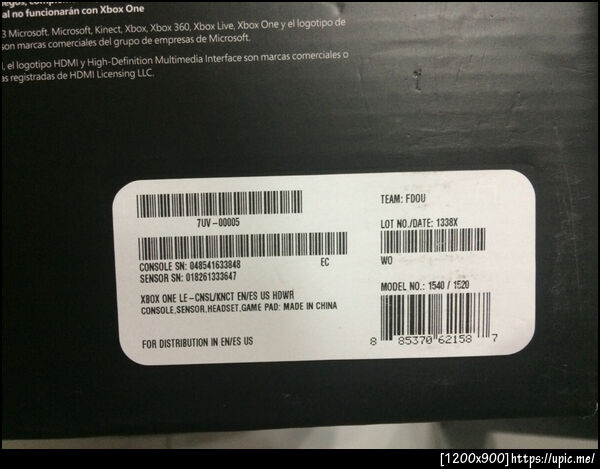 al no funcionarán con Xbox One
3 Microsoft. Microsoft, Kinect, Xbox, Xbox 360, Xbox Live, Xbox One y el logotipo de
son marcas comerciales del grupo de empresas de Microsoft.
I, el logotipo HDMI y High-Definition Multimedia Interface son marcas comerciales o
as registradas de HDMI Licensing LLC.
7UV-00005
CONSOLE SN: 048541633848 EC
SENSOR SN: 018261333647
XBOX ONE LE-CNSL/KNCT EN/ES US HDWR
CONSOLE,SENSOR,HEADSET,GAME PAD: MADE IN CHINA
FOR DISTRIBUTION IN EN/ES US
TEAM: FDOU
LOT NO./DATE: 1338X
WO
MODEL NO.: 1540 / 1520
8 85370 62158 7
[1200x900]https://upic.me/